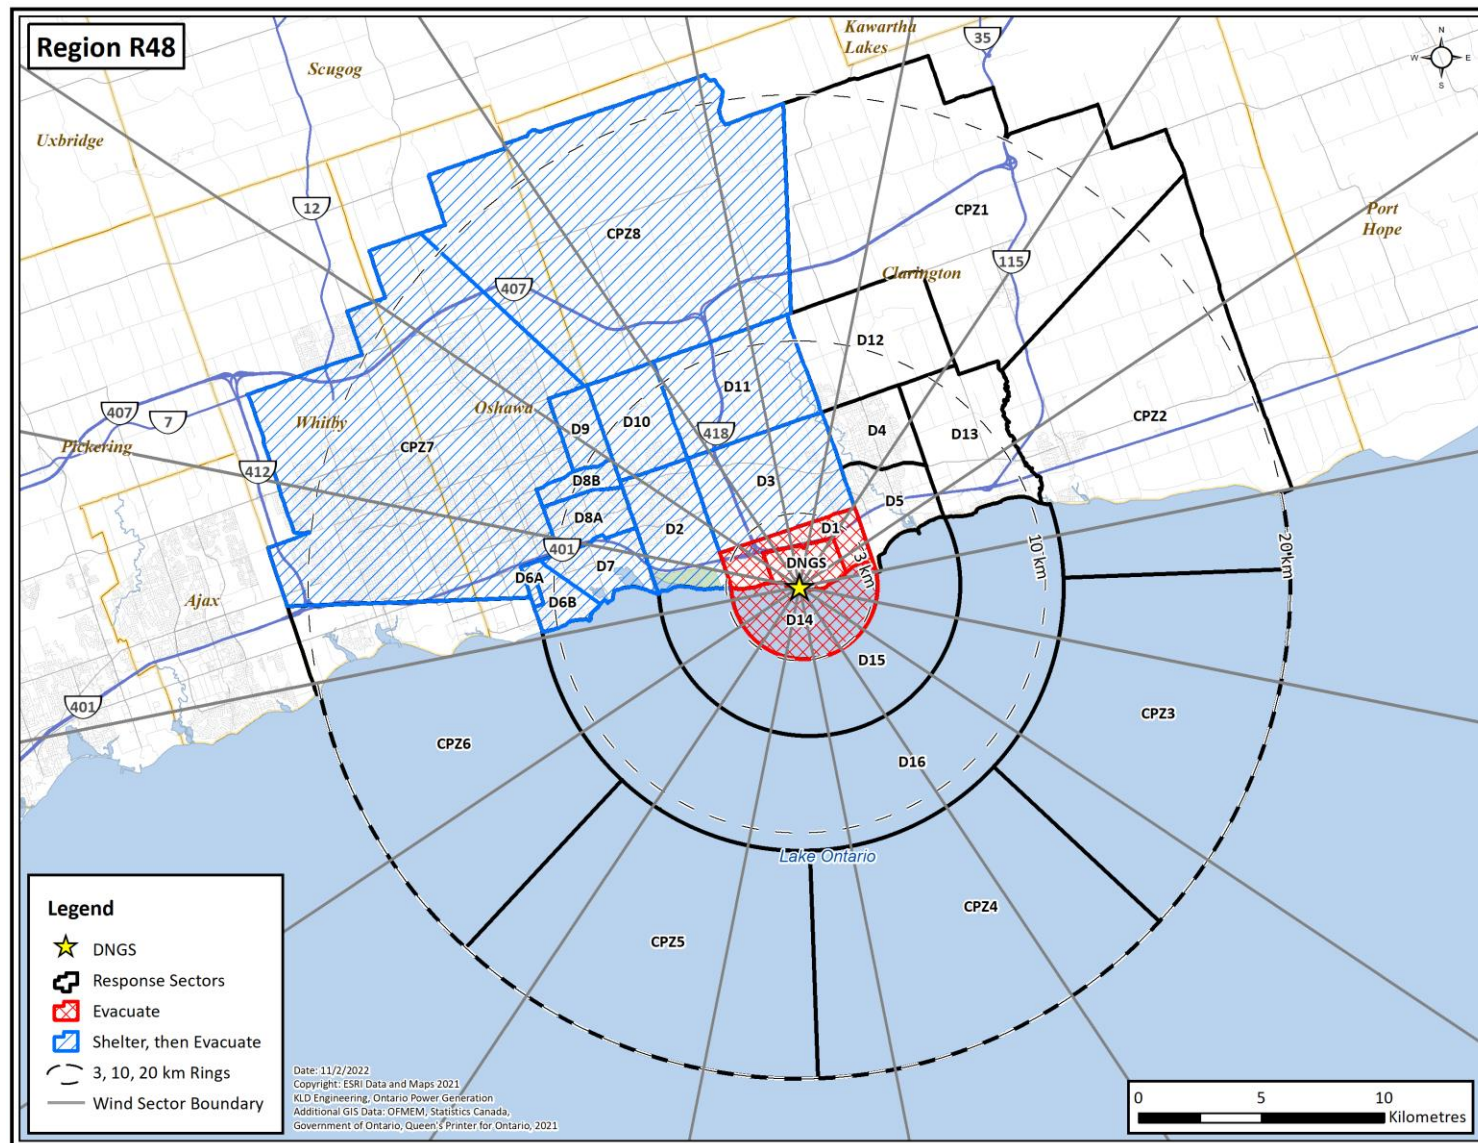 Region R48
Kawartha
Lakes
35
N
W
E
S
Scugog
Uxbridge
12
CPZ1
Port
Hope
CPZ8
115
Clarington
407
D12
D11
407
7
Whitby
Oshawa
D10
D9
418
D4
D13
CPZ2
Pickering
CPZ7
412
D8B
D3
D5
D8A
D2
D1
401
D7
DNGS
3 km
10 km
20 km
D6A
D6B
Ajax
D14
D15
401
CPZ6
CPZ3
D16
Lake Ontario
CPZ5
CPZ4
Legend
DNGS
Response Sectors
Evacuate
Shelter, then Evacuate
3, 10, 20 km Rings
Wind Sector Boundary
Date: 11/2/2022
Copyright: ESRI Data and Maps 2021
KLD Engineering, Ontario Power Generation
Additional GIS Data: OFMEM, Statistics Canada,
Government of Ontario, Queen's Printer for Ontario, 2021
0 5 10
Kilometres